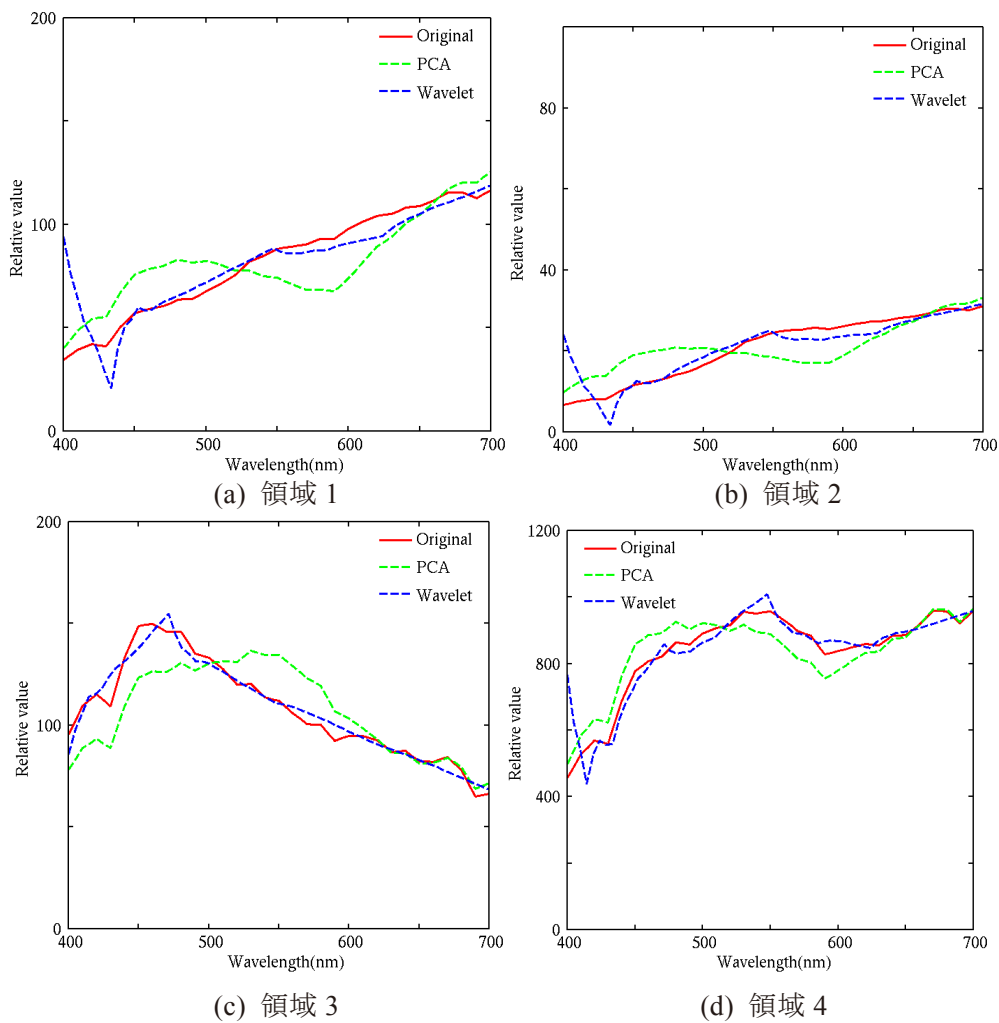 200
100
0
Relative value
Original
PCA
Wavelet
400 500 600 700
Wavelength(nm)
(a) 領域 1
80
40
0
Relative value
Original
PCA
Wavelet
400 500 600 700
Wavelength(nm)
(b) 領域 2
200
100
0
Relative value
Original
PCA
Wavelet
400 500 600 700
Wavelength(nm)
(c) 領域 3
1200
800
400
0
Relative value
Original
PCA
Wavelet
400 500 600 700
Wavelength(nm)
(d) 領域 4